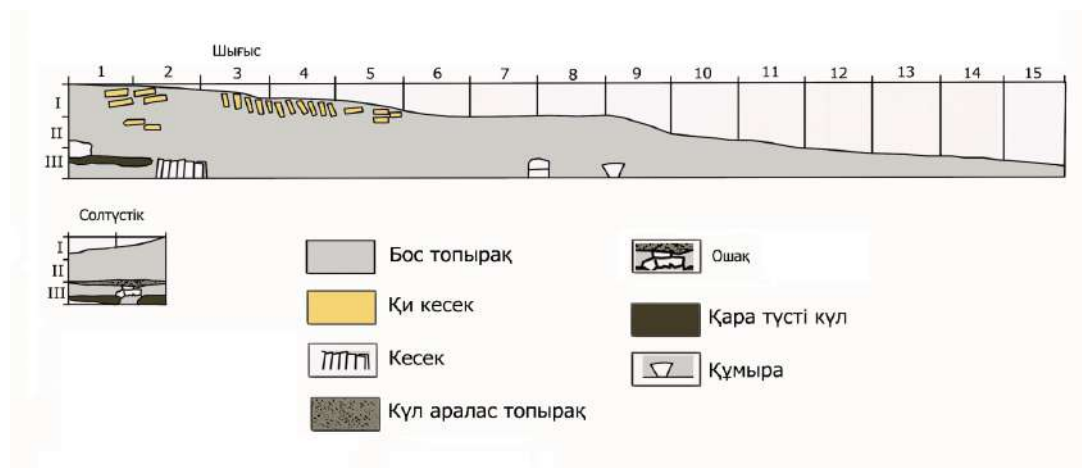 Шығыс
1 2 3 4 5 6 7 8 9 10 11 12 13 14 15
I
II
III
Солтүстік
I
II
III
Бос топырақ
Қи кесек
Кесек
Күл аралас топырақ
Ошақ
Қара түсті күл
Құмыра